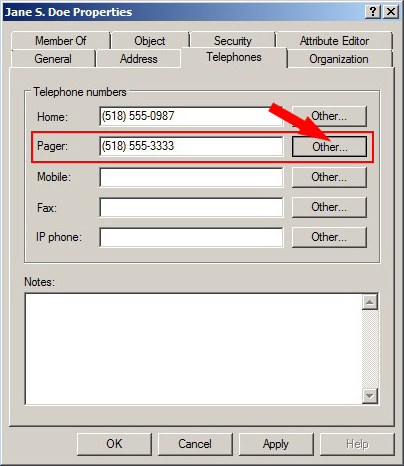 Jane S. Doe Properties
Member Of Object Security Attribute Editor
General Address Telephones Organization
Telephone numbers
Home: (518) 555-0987 Other...
Pager: (518) 555-3333 Other...
Mobile: Other...
Fax: Other...
IP phone: Other...
Notes:
OK Cancel Apply Help